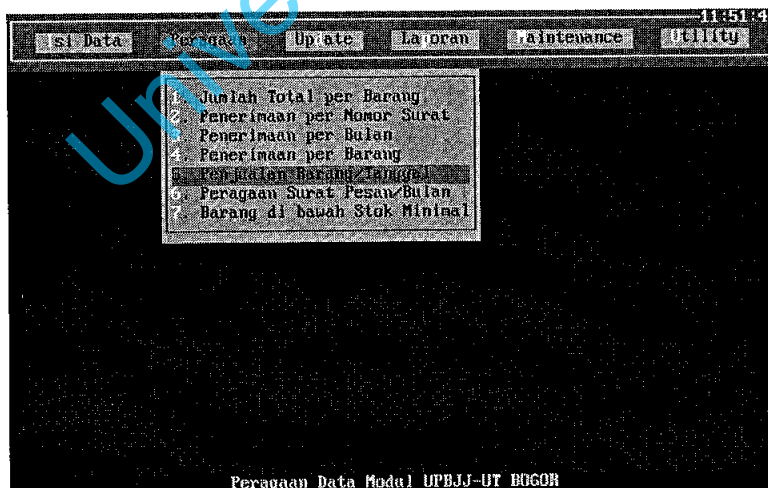 11:51:4
Isi Data Peragaan Update Laporan Maintenance Utility
1. Jumlah Total per Barang
2. Penerimaan per Nomor Surat
3. Penerimaan per Bulan
4. Penerimaan per Barang
5. Penjualan Barang/Tanggal
6. Peragaan Surat Pesan/Bulan
7. Barang di bawah Stok Minimal
Peragaan Data Modul UPBJJ-UT BOGOR
Unive